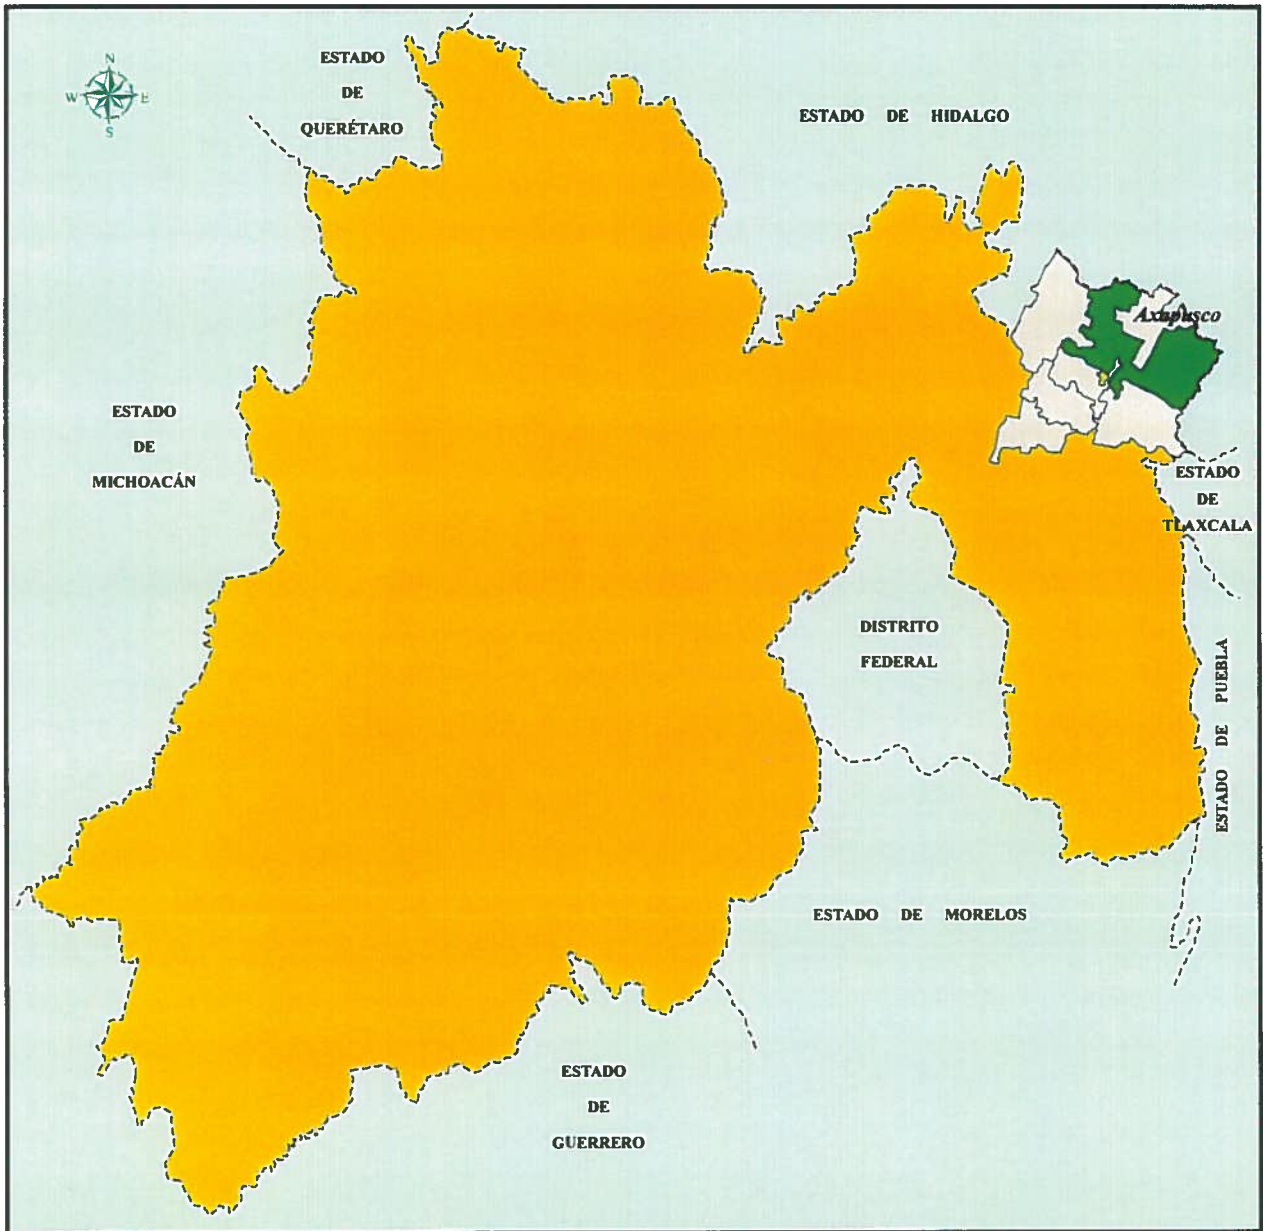 ESTADO
DE
QUERÉTARO
N
W E
S
ESTADO DE HIDALGO
Axapusco
ESTADO
DE
MICHOACÁN
ESTADO
DE
TLAXCALA
DISTRITO
FEDERAL
ESTADO DE PUEBLA
ESTADO DE MORELOS
ESTADO
DE
GUERRERO